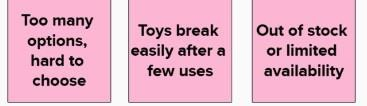 Too many
options,
hard to
choose
Toys break
easily after a
few uses
Out of stock
or limited
availability